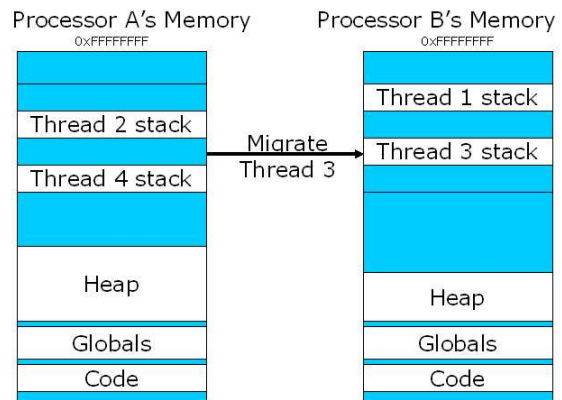 Processor A's Memory
0xFFFFFFFF
Thread 2 stack
Thread 4 stack
Heap
Globals
Code
Migrate
Thread 3
Processor B's Memory
0xFFFFFFFF
Thread 1 stack
Thread 3 stack
Heap
Globals
Code